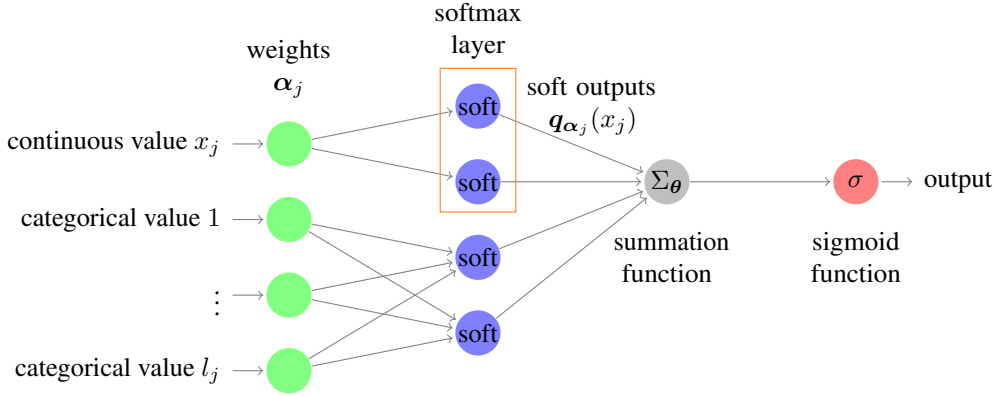 softmax
layer
weights
α_j
soft
soft outputs
q_{α_j}(x_j)
continuous value x_j
soft
Σ_θ
σ
output
categorical value 1
soft
summation
function
sigmoid
function
⋮
soft
categorical value l_j